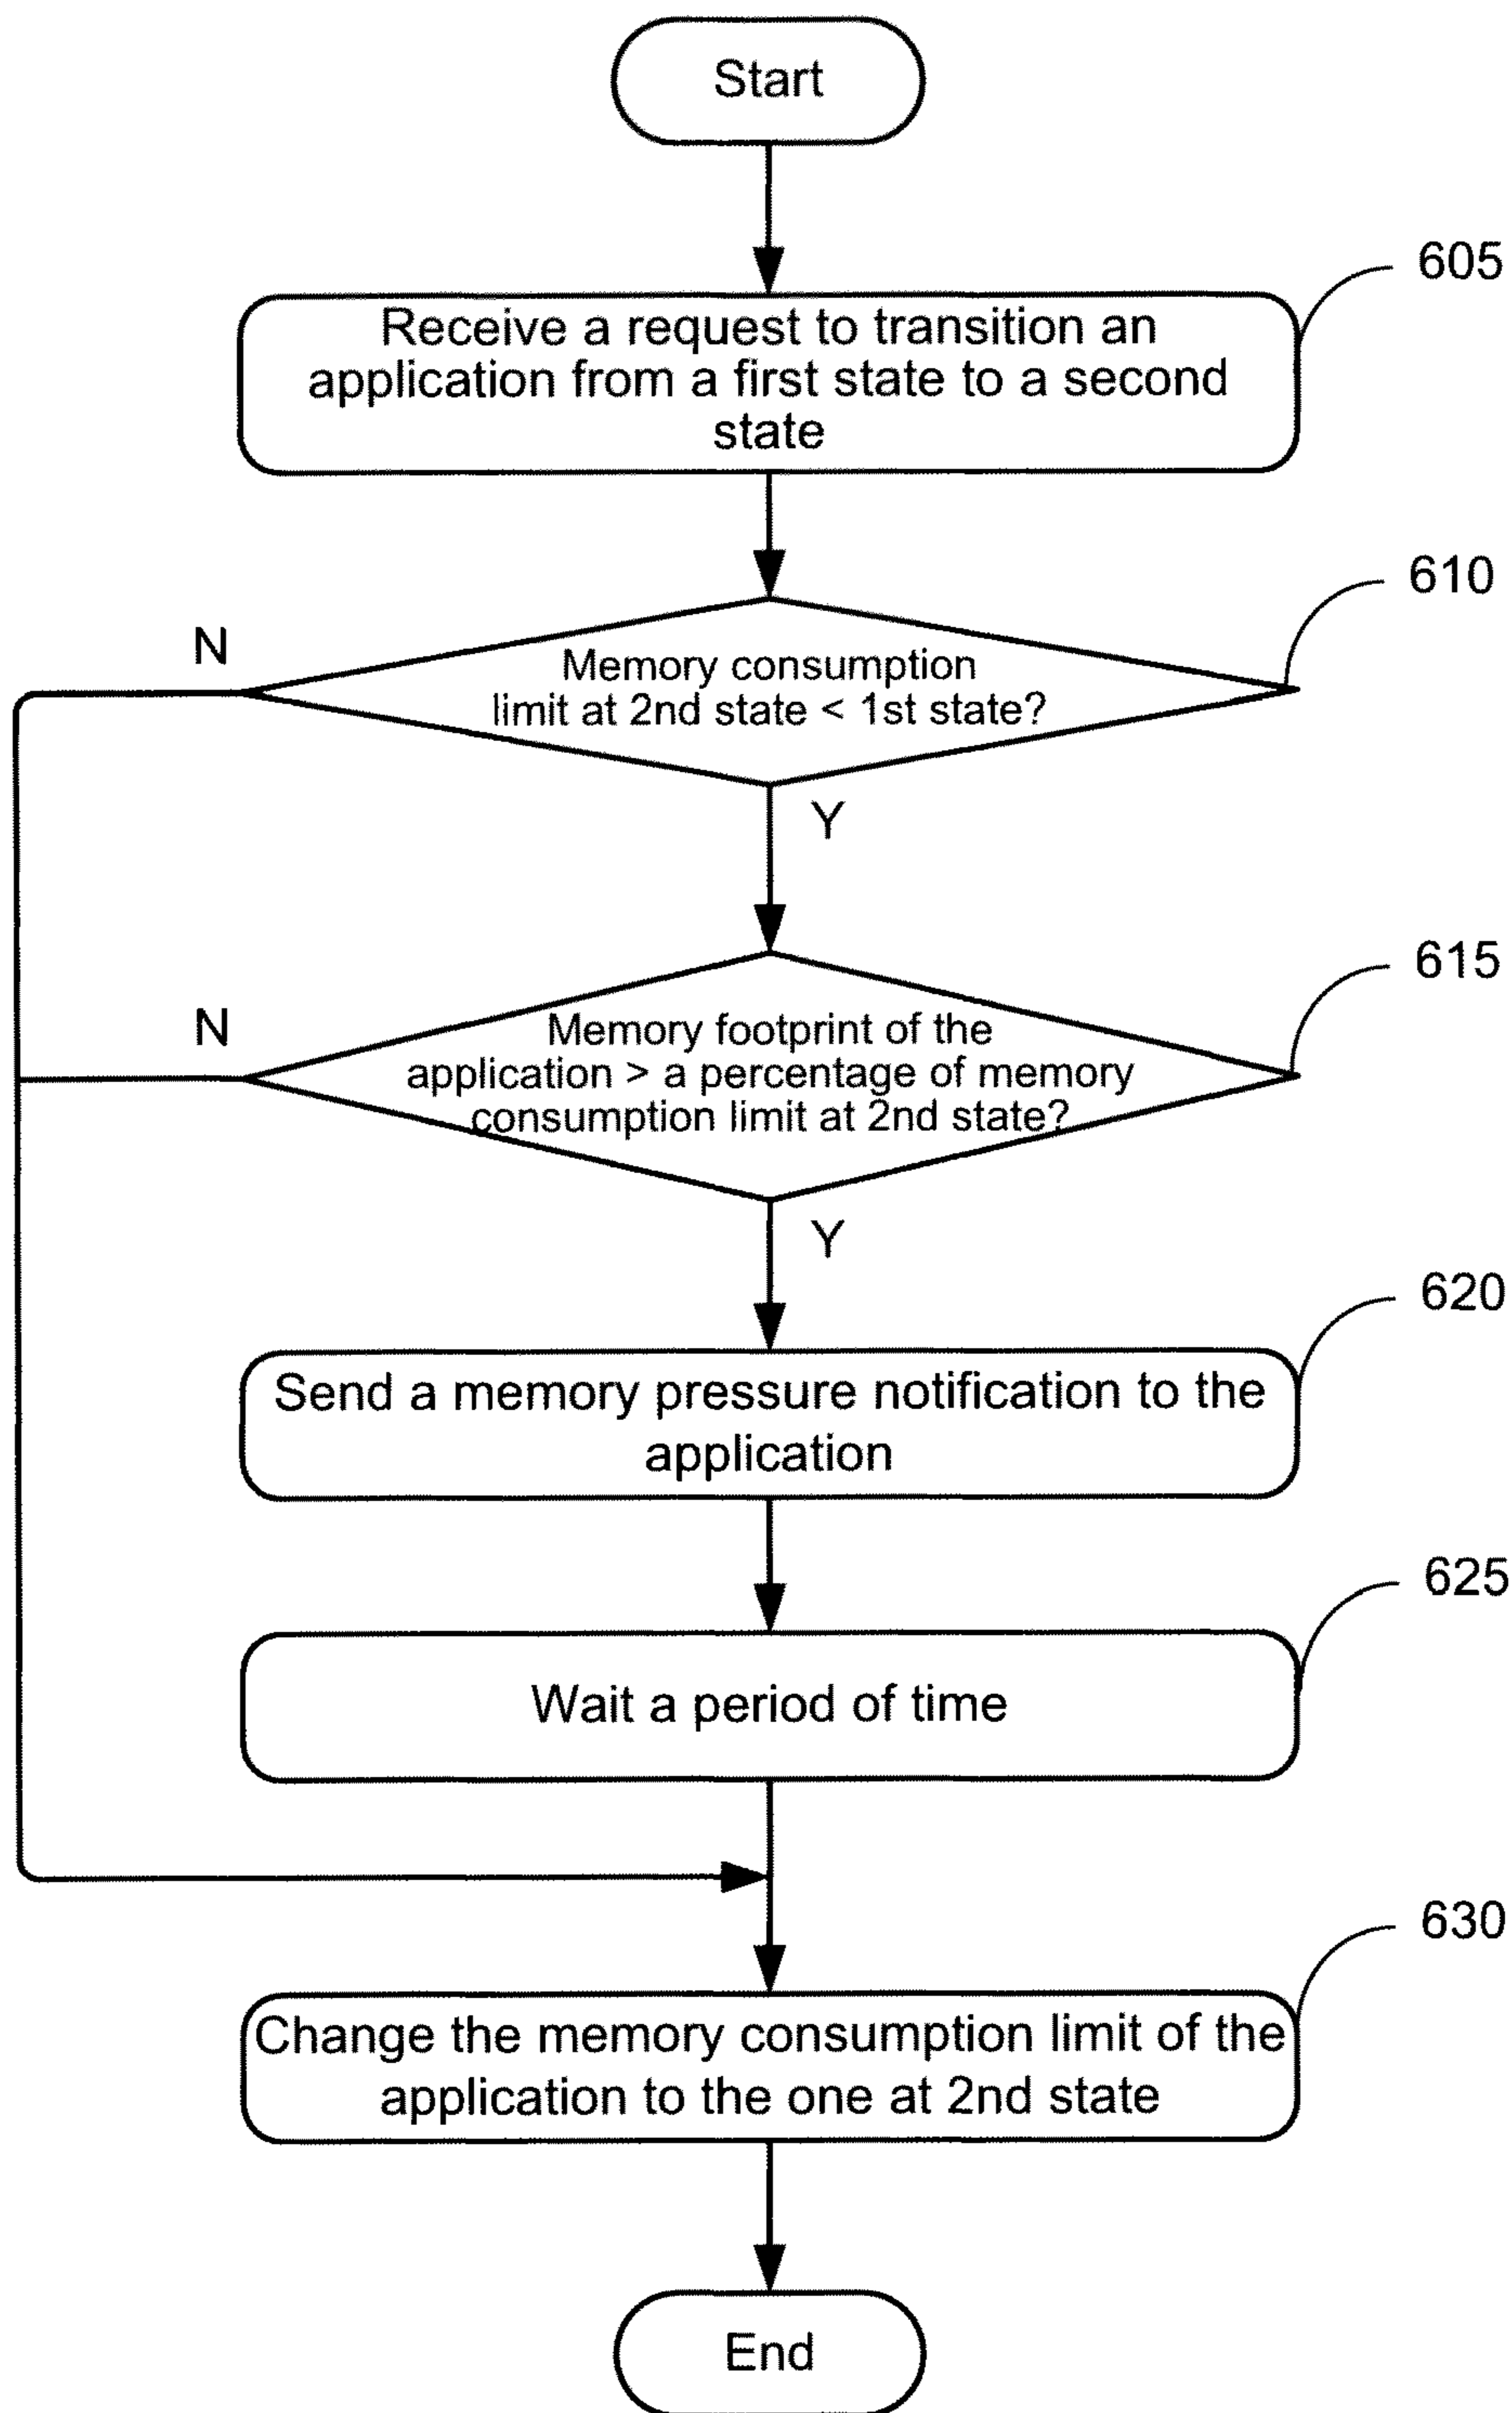 Start
605
Receive a request to transition an
application from a first state to a second
state
610
N
Memory consumption
limit at 2nd state < 1st state?
Y
615
N
Memory footprint of the
application > a percentage of memory
consumption limit at 2nd state?
Y
620
Send a memory pressure notification to the
application
625
Wait a period of time
630
Change the memory consumption limit of the
application to the one at 2nd state
End